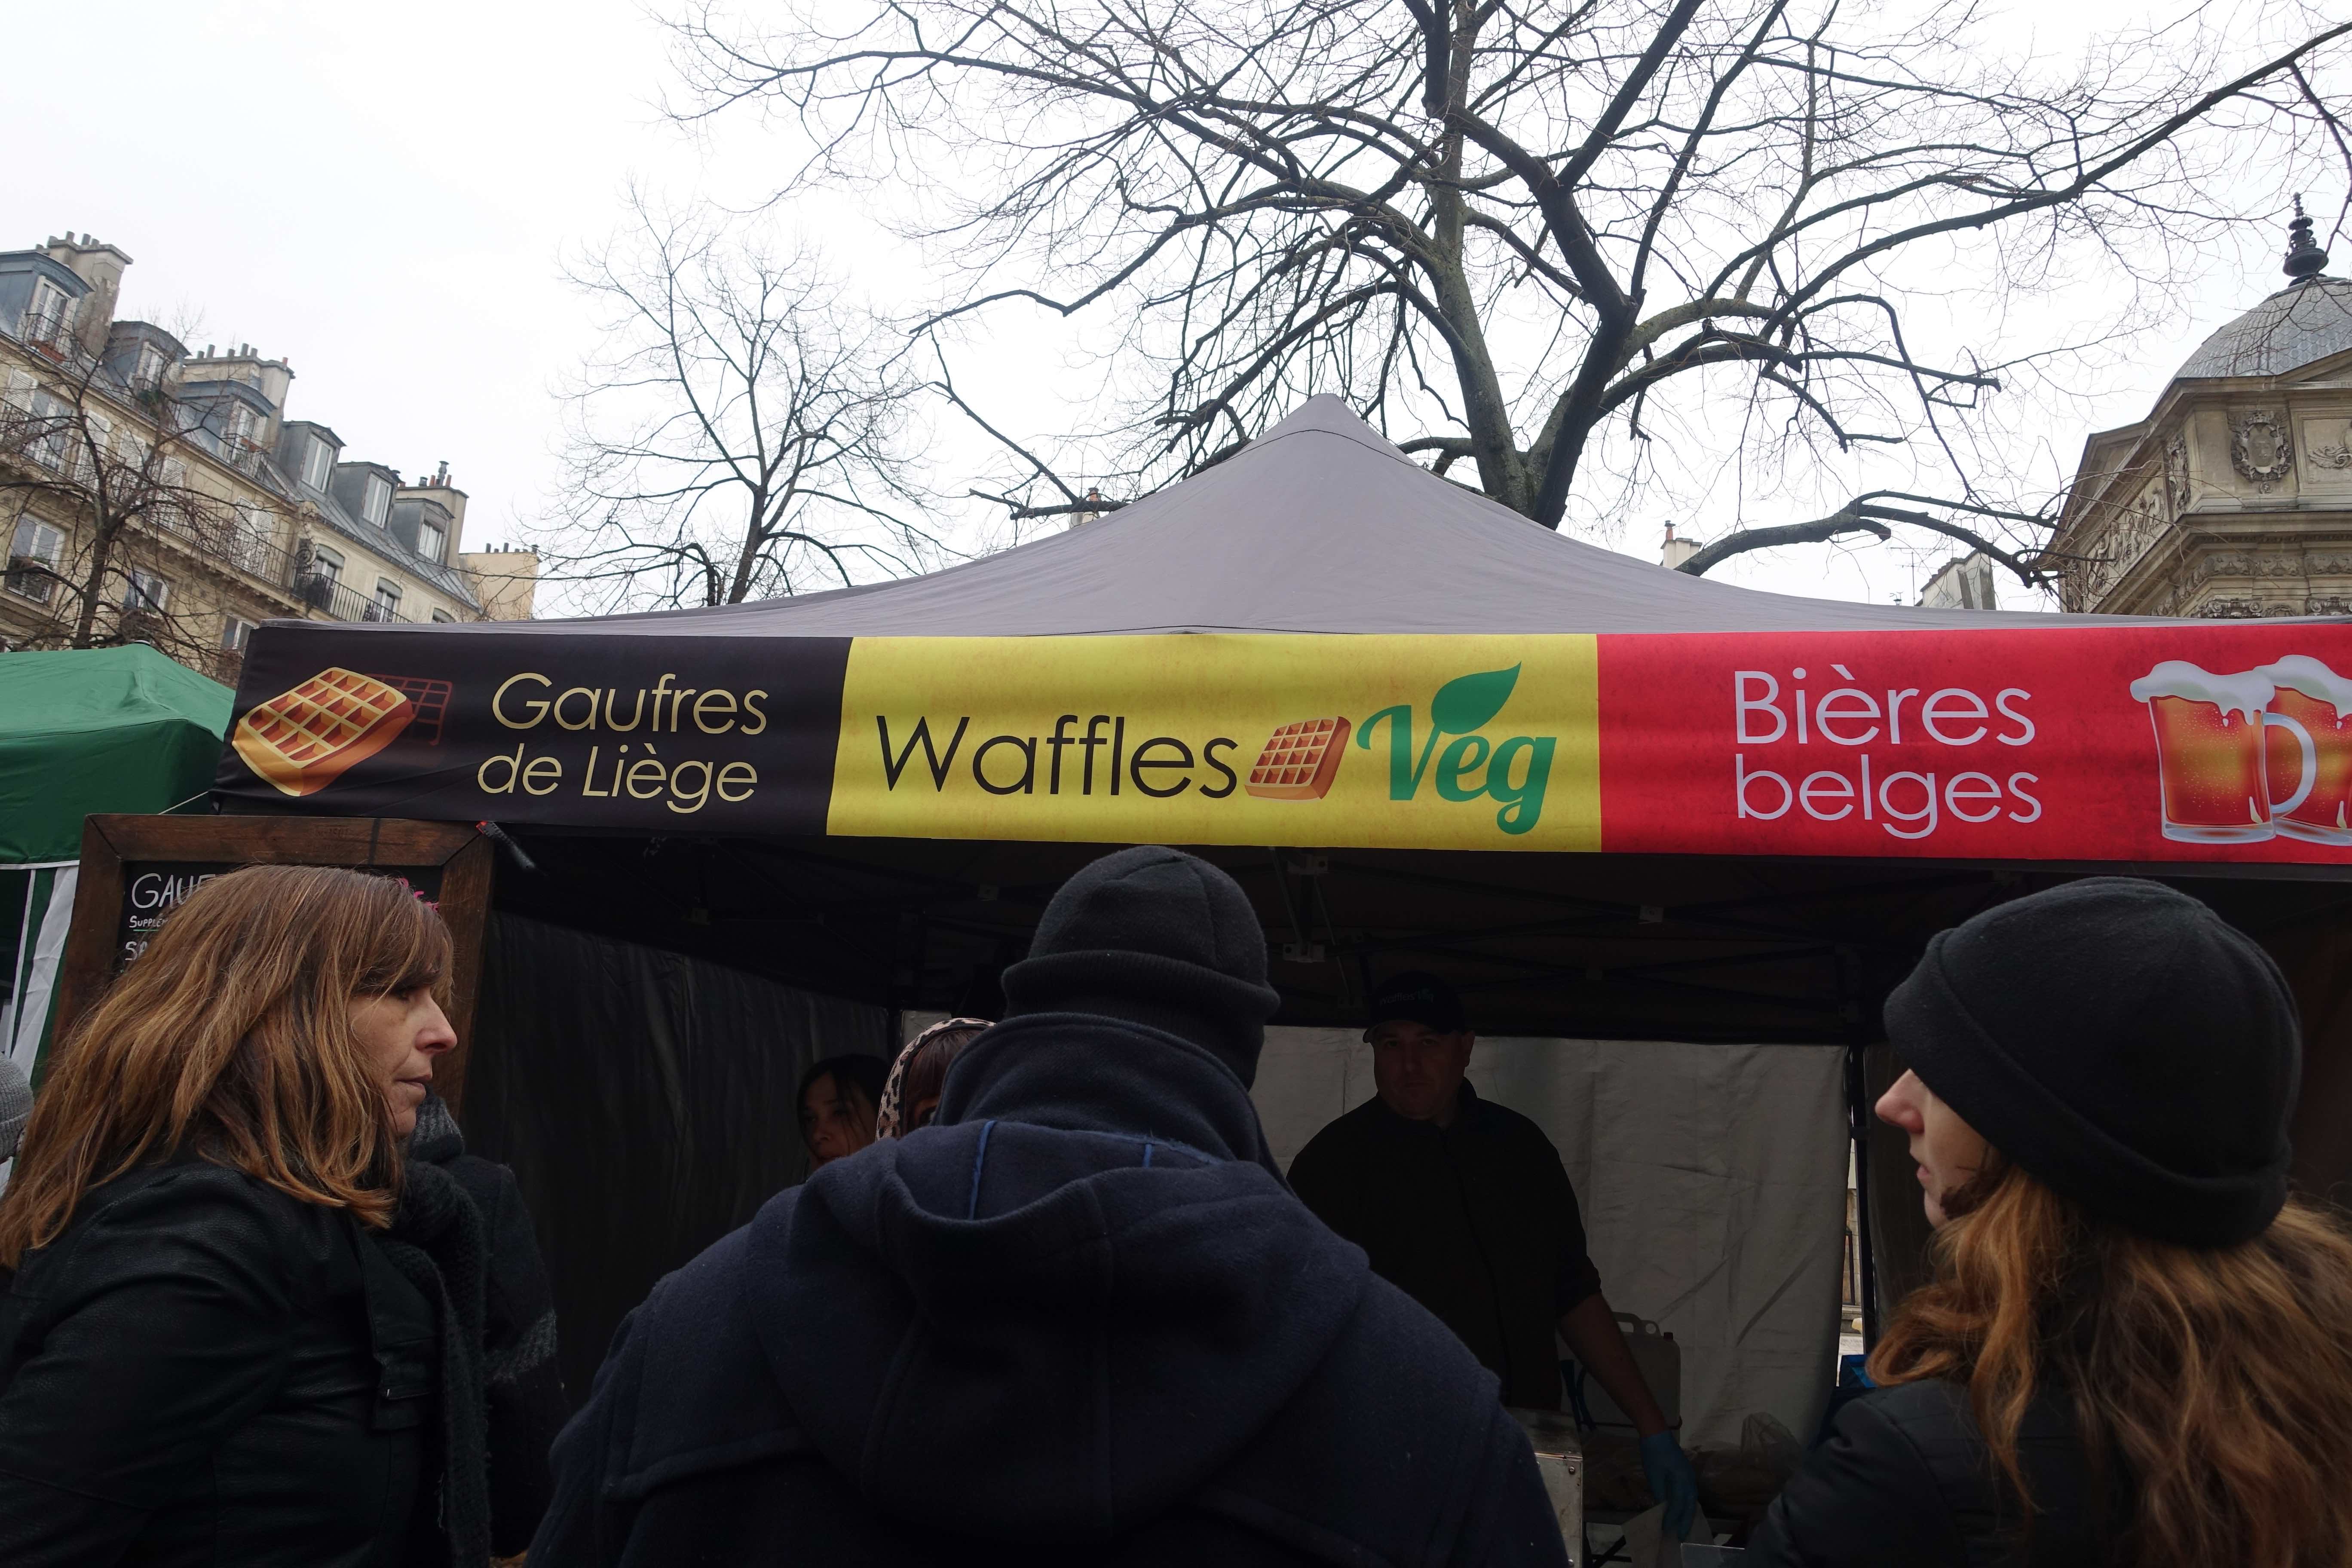 Gaufres
de Liège
Waffles Veg
Bières
belges